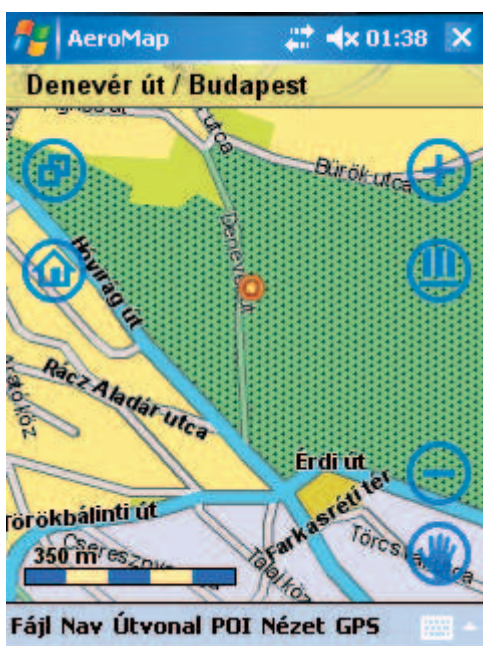 AeroMap
01:38
Denevér út / Budapest
Bürök utca
Denevér út
Hóvirág út
Rácz Aladár utca
Érdi út
Farkasréti tér
Törökbálinti út
350 m
Fájl Nav Útvonal POI Nézet GPS